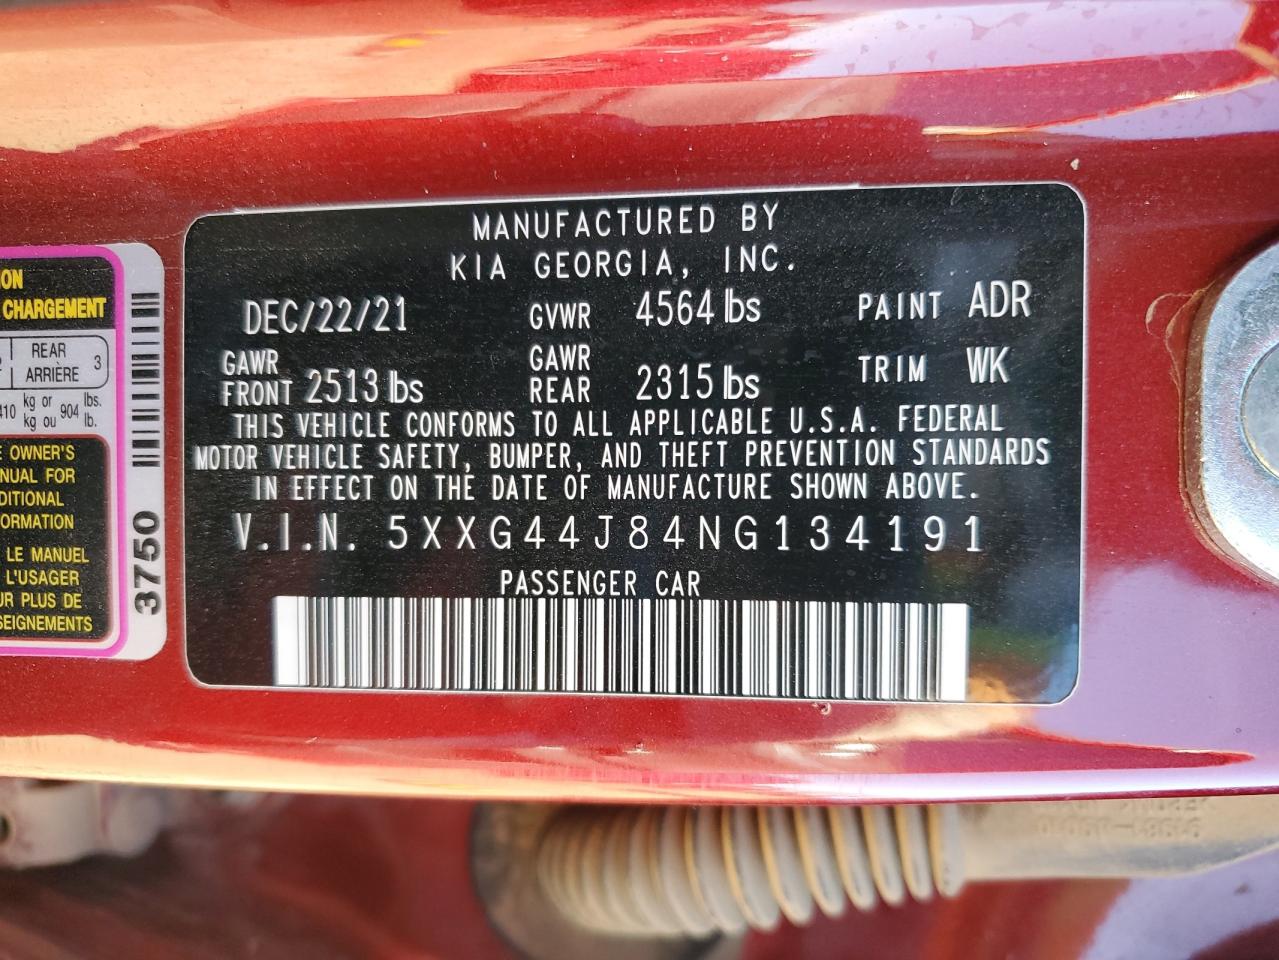 MANUFACTURED BY
KIA GEORGIA, INC.
DEC/22/21 GVWR 4564 lbs PAINT ADR
GAWR FRONT 2513 lbs GAWR REAR 2315 lbs TRIM WK
THIS VEHICLE CONFORMS TO ALL APPLICABLE U.S.A. FEDERAL
MOTOR VEHICLE SAFETY, BUMPER, AND THEFT PREVENTION STANDARDS
IN EFFECT ON THE DATE OF MANUFACTURE SHOWN ABOVE.
V.I.N. 5XXG44J84NG134191
PASSENGER CAR
ON
CHARGEMENT
REAR 3
ARRIÈRE
410 kg or 904 lbs.
kg ou lb.
OWNER'S
NUAL FOR
DITIONAL
ORMATION
LE MANUEL
L'USAGER
UR PLUS DE
SEIGNEMENTS
3750